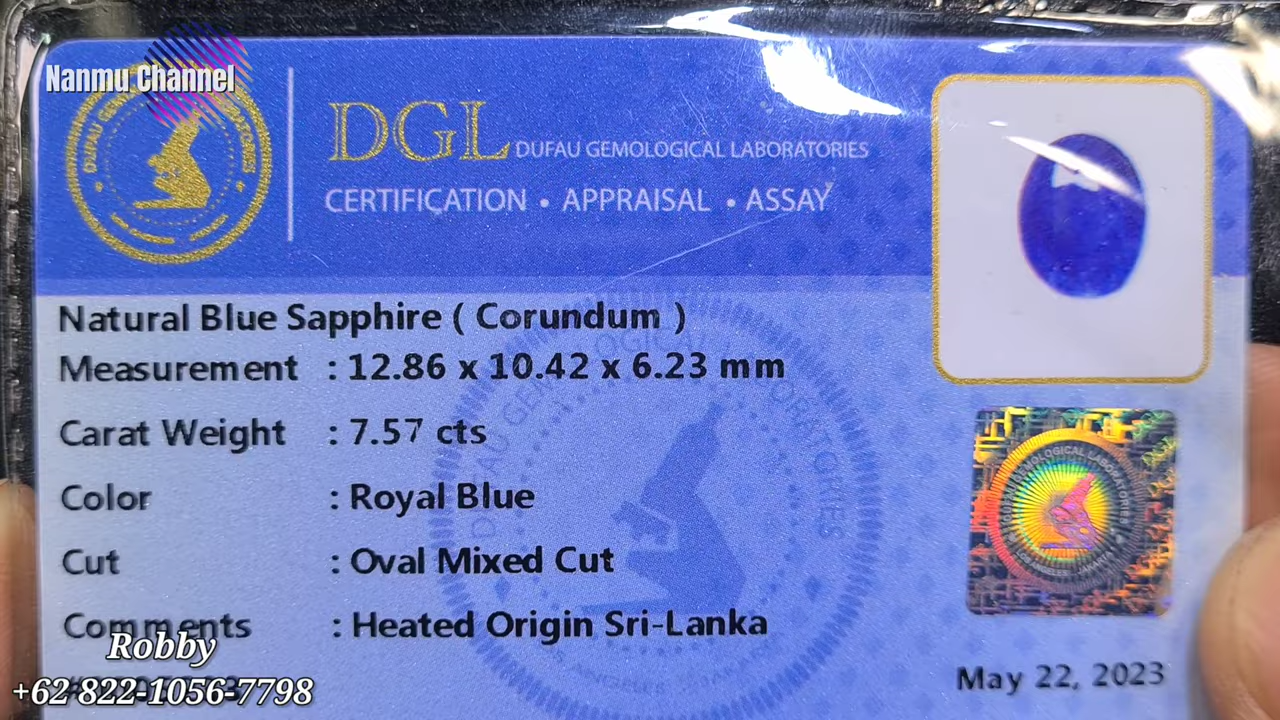 Nanmu Channel
DGL DUFAU GEMOLOGICAL LABORATORIES
CERTIFICATION • APPRAISAL • ASSAY
Natural Blue Sapphire ( Corundum )
Measurement : 12.86 x 10.42 x 6.23 mm
Carat Weight : 7.57 cts
Color : Royal Blue
Cut : Oval Mixed Cut
Comments : Heated Origin Sri-Lanka
Robby
+62 822-1056-7798
May 22, 2023